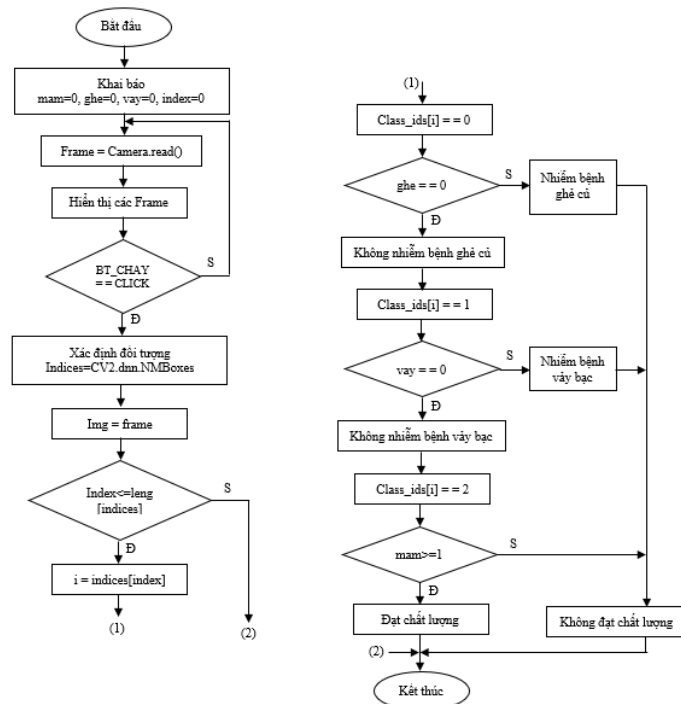 Bắt đầu
Khai báo
mam=0, ghe=0, vay=0, index=0
Frame = Camera.read()
Hiển thị các Frame
BT_CHAY
= = CLICK
S
Đ
Xác định đối tượng
Indices=CV2.dnn.NMBoxes
Img = frame
Index<=leng
[indices]
S
Đ
i = indices[index]
(1)
(2)
(1)
Class_ids[i] = = 0
ghe = = 0
S
Nhiễm bệnh
ghẻ củ
Đ
Không nhiễm bệnh ghẻ củ
Class_ids[i] = = 1
vay = = 0
S
Nhiễm bệnh
vảy bạc
Đ
Không nhiễm bệnh vảy bạc
Class_ids[i] = = 2
mam>=1
S
Đ
Đạt chất lượng
Không đạt chất lượng
(2)
Kết thúc